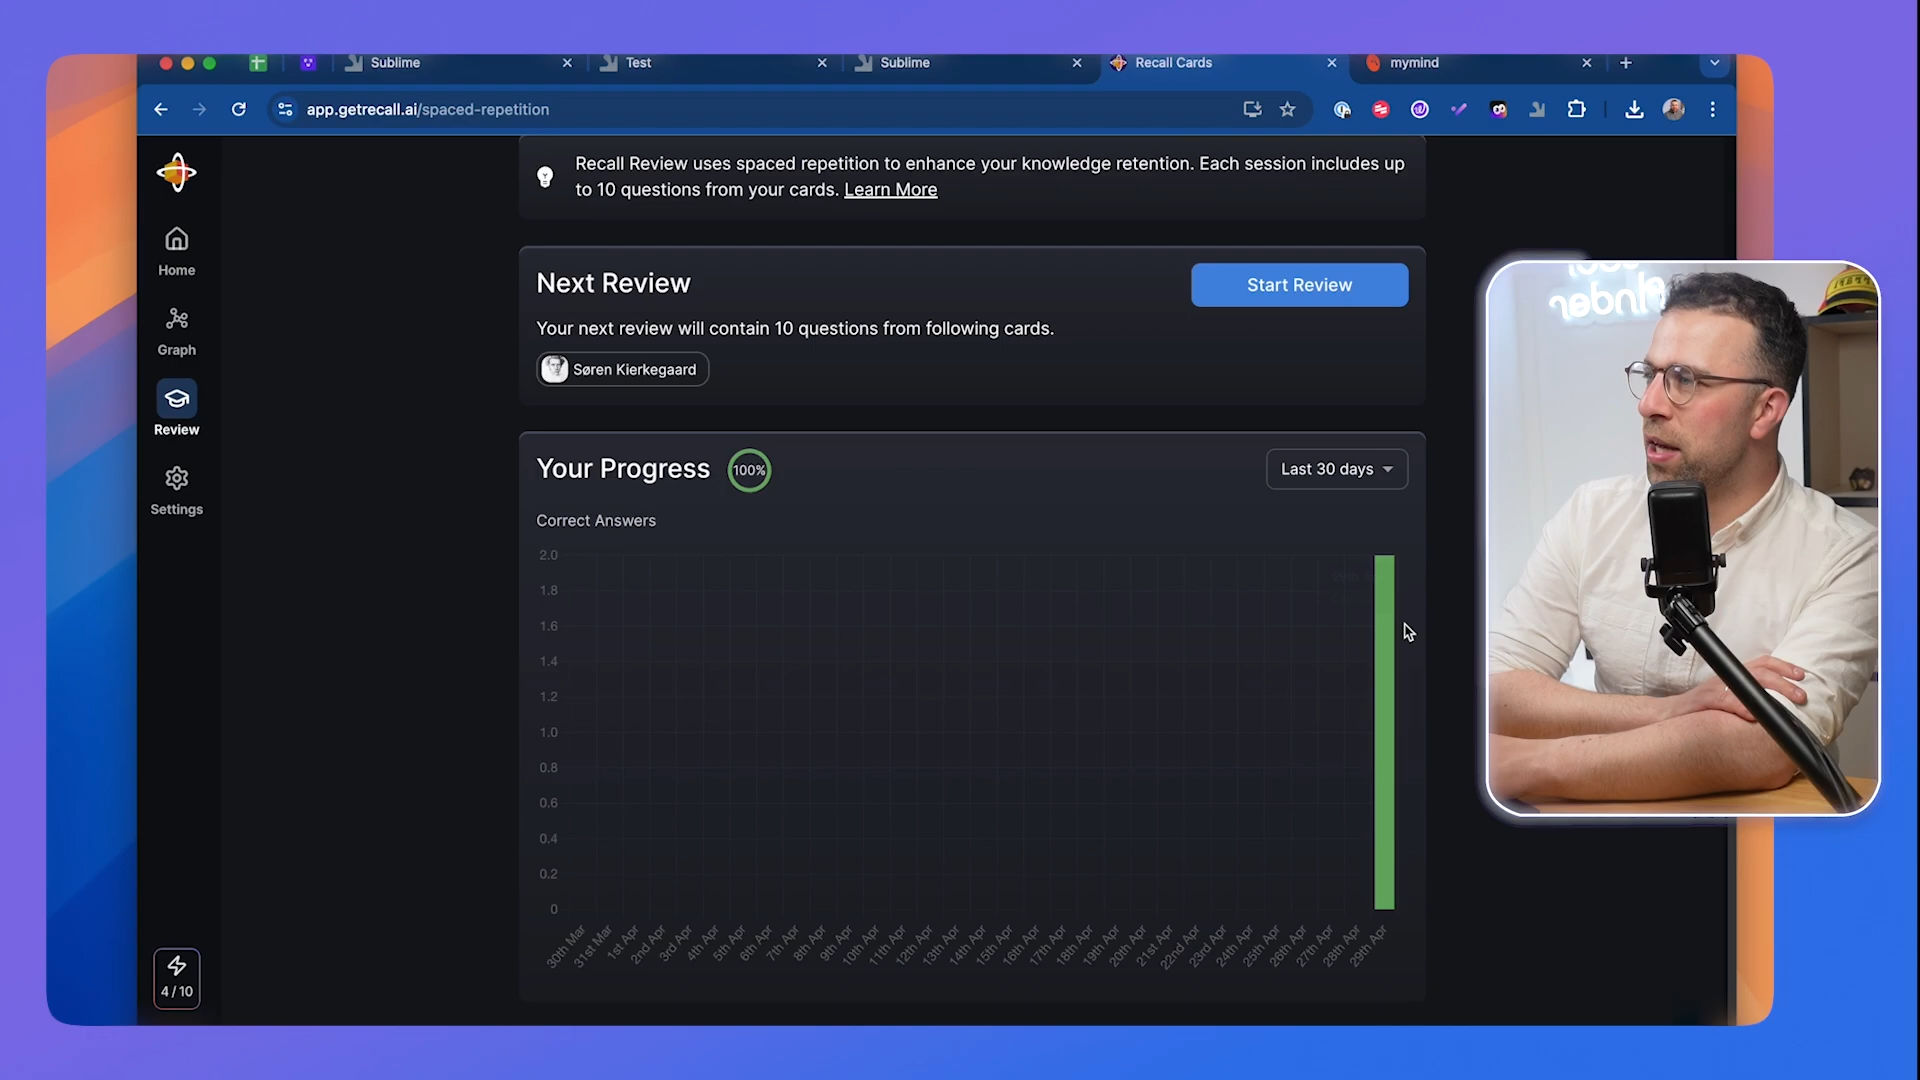 Sublime
Test
Sublime
Recall Cards
mymind
app.getrecall.ai/spaced-repetition
Recall Review uses spaced repetition to enhance your knowledge retention. Each session includes up
to 10 questions from your cards. Learn More
Home
Graph
Review
Settings
4 / 10
Next Review
Start Review
Your next review will contain 10 questions from following cards.
Søren Kierkegaard
Your Progress
100%
Last 30 days
Correct Answers
2.0
1.8
1.6
1.4
1.2
1.0
0.8
0.6
0.4
0.2
0
30th Mar
31st Mar
1st Apr
2nd Apr
3rd Apr
4th Apr
5th Apr
6th Apr
7th Apr
8th Apr
9th Apr
10th Apr
11th Apr
12th Apr
13th Apr
14th Apr
15th Apr
16th Apr
17th Apr
18th Apr
19th Apr
20th Apr
21st Apr
22nd Apr
23rd Apr
24th Apr
25th Apr
26th Apr
27th Apr
28th Apr
29th Apr